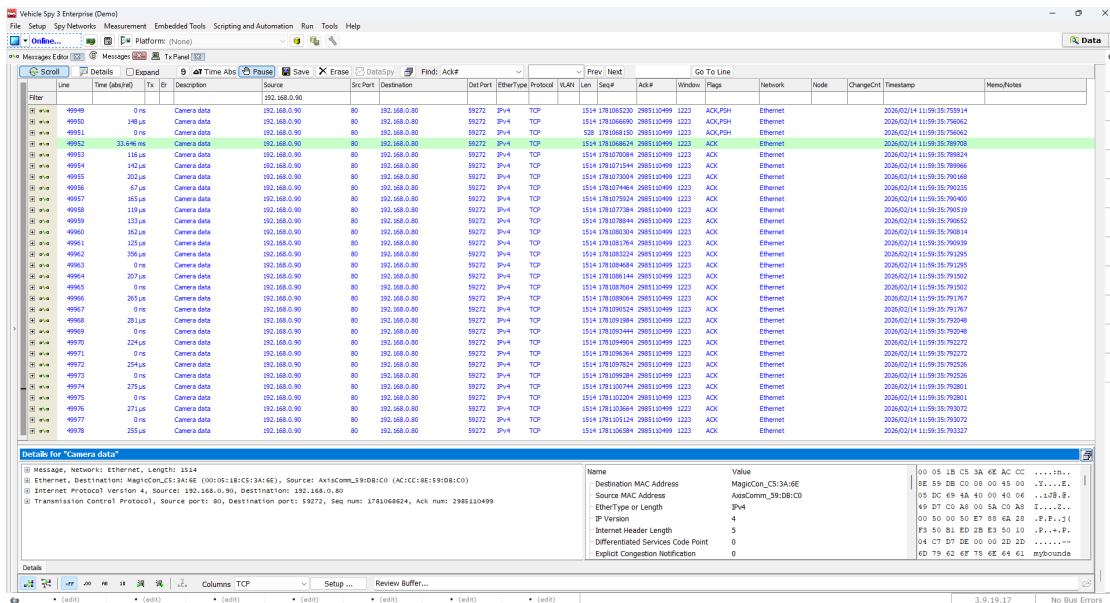 Vehicle Spy 3 Enterprise (Demo)
File Setup Spy Networks Measurement Embedded Tools Scripting and Automation Run Tools Help
Online... Platform: (None) Data
Messages Editor Messages Tx Panel
Scroll Details Expand 9 ΔT Time Abs Pause Save Erase DataSpy Find: Ack# Prev Next Go To Line
Line Time (abs/rel) Tx Er Description Source Src Port Destination Dst Port EtherType Protocol VLAN Len Seq# Ack# Window Flags Network Node ChangeCnt Timestamp Memo/Notes
Filter 192.168.0.90
49949 0 ns Camera data 192.168.0.90 80 192.168.0.80 59272 IPv4 TCP 1514 1781065230 2985110499 1223 ACK,PSH Ethernet 2026/02/14 11:59:35:755914
49950 148 µs Camera data 192.168.0.90 80 192.168.0.80 59272 IPv4 TCP 1514 1781066690 2985110499 1223 ACK,PSH Ethernet 2026/02/14 11:59:35:756062
49951 0 ns Camera data 192.168.0.90 80 192.168.0.80 59272 IPv4 TCP 528 1781068150 2985110499 1223 ACK,PSH Ethernet 2026/02/14 11:59:35:756062
49952 33.646 ms Camera data 192.168.0.90 80 192.168.0.80 59272 IPv4 TCP 1514 1781068624 2985110499 1223 ACK Ethernet 2026/02/14 11:59:35:789708
49953 116 µs Camera data 192.168.0.90 80 192.168.0.80 59272 IPv4 TCP 1514 1781070084 2985110499 1223 ACK Ethernet 2026/02/14 11:59:35:789824
49954 142 µs Camera data 192.168.0.90 80 192.168.0.80 59272 IPv4 TCP 1514 1781071544 2985110499 1223 ACK Ethernet 2026/02/14 11:59:35:789966
49955 202 µs Camera data 192.168.0.90 80 192.168.0.80 59272 IPv4 TCP 1514 1781073004 2985110499 1223 ACK Ethernet 2026/02/14 11:59:35:790168
49956 67 µs Camera data 192.168.0.90 80 192.168.0.80 59272 IPv4 TCP 1514 1781074464 2985110499 1223 ACK Ethernet 2026/02/14 11:59:35:790235
49957 165 µs Camera data 192.168.0.90 80 192.168.0.80 59272 IPv4 TCP 1514 1781075924 2985110499 1223 ACK Ethernet 2026/02/14 11:59:35:790400
49958 119 µs Camera data 192.168.0.90 80 192.168.0.80 59272 IPv4 TCP 1514 1781077384 2985110499 1223 ACK Ethernet 2026/02/14 11:59:35:790519
49959 133 µs Camera data 192.168.0.90 80 192.168.0.80 59272 IPv4 TCP 1514 1781078844 2985110499 1223 ACK Ethernet 2026/02/14 11:59:35:790652
49960 162 µs Camera data 192.168.0.90 80 192.168.0.80 59272 IPv4 TCP 1514 1781080304 2985110499 1223 ACK Ethernet 2026/02/14 11:59:35:790814
49961 125 µs Camera data 192.168.0.90 80 192.168.0.80 59272 IPv4 TCP 1514 1781081764 2985110499 1223 ACK Ethernet 2026/02/14 11:59:35:790939
49962 356 µs Camera data 192.168.0.90 80 192.168.0.80 59272 IPv4 TCP 1514 1781083224 2985110499 1223 ACK Ethernet 2026/02/14 11:59:35:791295
49963 0 ns Camera data 192.168.0.90 80 192.168.0.80 59272 IPv4 TCP 1514 1781084684 2985110499 1223 ACK Ethernet 2026/02/14 11:59:35:791295
49964 207 µs Camera data 192.168.0.90 80 192.168.0.80 59272 IPv4 TCP 1514 1781086144 2985110499 1223 ACK Ethernet 2026/02/14 11:59:35:791502
49965 0 ns Camera data 192.168.0.90 80 192.168.0.80 59272 IPv4 TCP 1514 1781087604 2985110499 1223 ACK Ethernet 2026/02/14 11:59:35:791502
49966 265 µs Camera data 192.168.0.90 80 192.168.0.80 59272 IPv4 TCP 1514 1781089064 2985110499 1223 ACK Ethernet 2026/02/14 11:59:35:791767
49967 0 ns Camera data 192.168.0.90 80 192.168.0.80 59272 IPv4 TCP 1514 1781090524 2985110499 1223 ACK Ethernet 2026/02/14 11:59:35:791767
49968 281 µs Camera data 192.168.0.90 80 192.168.0.80 59272 IPv4 TCP 1514 1781091984 2985110499 1223 ACK Ethernet 2026/02/14 11:59:35:792048
49969 0 ns Camera data 192.168.0.90 80 192.168.0.80 59272 IPv4 TCP 1514 1781093444 2985110499 1223 ACK Ethernet 2026/02/14 11:59:35:792048
49970 224 µs Camera data 192.168.0.90 80 192.168.0.80 59272 IPv4 TCP 1514 1781094904 2985110499 1223 ACK Ethernet 2026/02/14 11:59:35:792272
49971 0 ns Camera data 192.168.0.90 80 192.168.0.80 59272 IPv4 TCP 1514 1781096364 2985110499 1223 ACK Ethernet 2026/02/14 11:59:35:792272
49972 254 µs Camera data 192.168.0.90 80 192.168.0.80 59272 IPv4 TCP 1514 1781097824 2985110499 1223 ACK Ethernet 2026/02/14 11:59:35:792526
49973 0 ns Camera data 192.168.0.90 80 192.168.0.80 59272 IPv4 TCP 1514 1781099284 2985110499 1223 ACK Ethernet 2026/02/14 11:59:35:792526
49974 275 µs Camera data 192.168.0.90 80 192.168.0.80 59272 IPv4 TCP 1514 1781100744 2985110499 1223 ACK Ethernet 2026/02/14 11:59:35:792801
49975 0 ns Camera data 192.168.0.90 80 192.168.0.80 59272 IPv4 TCP 1514 1781102204 2985110499 1223 ACK Ethernet 2026/02/14 11:59:35:792801
49976 271 µs Camera data 192.168.0.90 80 192.168.0.80 59272 IPv4 TCP 1514 1781103664 2985110499 1223 ACK Ethernet 2026/02/14 11:59:35:793072
49977 0 ns Camera data 192.168.0.90 80 192.168.0.80 59272 IPv4 TCP 1514 1781105124 2985110499 1223 ACK Ethernet 2026/02/14 11:59:35:793072
49978 255 µs Camera data 192.168.0.90 80 192.168.0.80 59272 IPv4 TCP 1514 1781106584 2985110499 1223 ACK Ethernet 2026/02/14 11:59:35:793327
Details for "Camera data"
Message, Network: Ethernet, Length: 1514
Ethernet, Destination: MagicCon_C5:3A:6E (00:05:1B:C5:3A:6E), Source: AxisComm_59:DB:C0 (AC:CC:8E:59:DB:C0)
Internet Protocol Version 4, Source: 192.168.0.90, Destination: 192.168.0.80
Transmission Control Protocol, Source port: 80, Destination port: 59272, Seq num: 1781068624, Ack num: 2985110499
Name Value
Destination MAC Address MagicCon_C5:3A:6E
Source MAC Address AxisComm_59:DB:C0
EtherType or Length IPv4
IP Version 4
Internet Header Length 5
Differentiated Services Code Point 0
Explicit Congestion Notification 0
00 05 1B C5 3A 6E AC CC ....:n..
8E 59 DB C0 08 00 45 00 .Y....E.
05 DC 69 4A 40 00 40 06 ..iJ@.@.
49 D7 C0 A8 00 5A C0 A8 I....Z..
00 50 00 50 E7 88 6A 28 .P.P..j(
F3 50 B1 ED 2B E3 50 10 .P..+.P.
04 C7 D7 DE 00 00 2D 2D ......--
6D 79 62 6F 75 6E 64 61 mybounda
Details
Columns TCP Setup ... Review Buffer...
(edit) (edit) (edit) (edit) (edit) (edit) 3.9.19.17 No Bus Errors